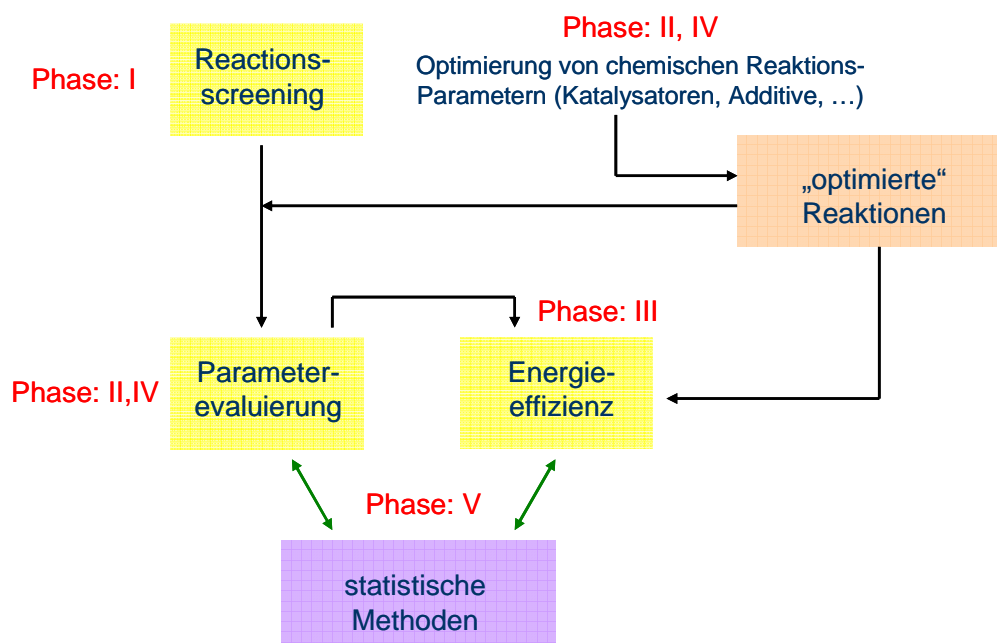 Phase: I
Reactions-
screening
Phase: II, IV
Optimierung von chemischen Reaktions-
Parametern (Katalysatoren, Additive, …)
„optimierte“
Reaktionen
Phase: III
Phase: II,IV
Parameter-
evaluierung
Energie-
effizienz
Phase: V
statistische
Methoden